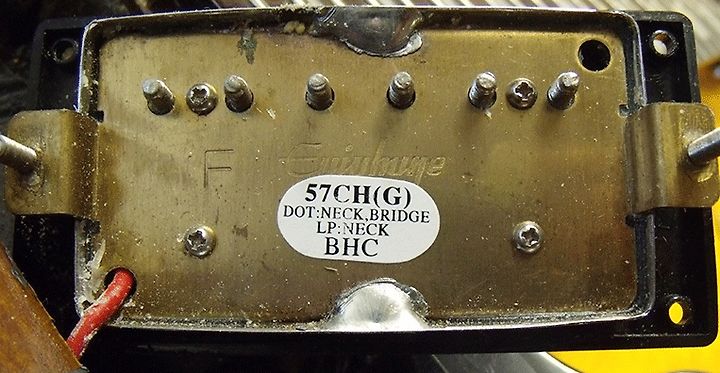 F Epiphone
57CH(G)
DOT:NECK,BRIDGE
LP:NECK
BHC